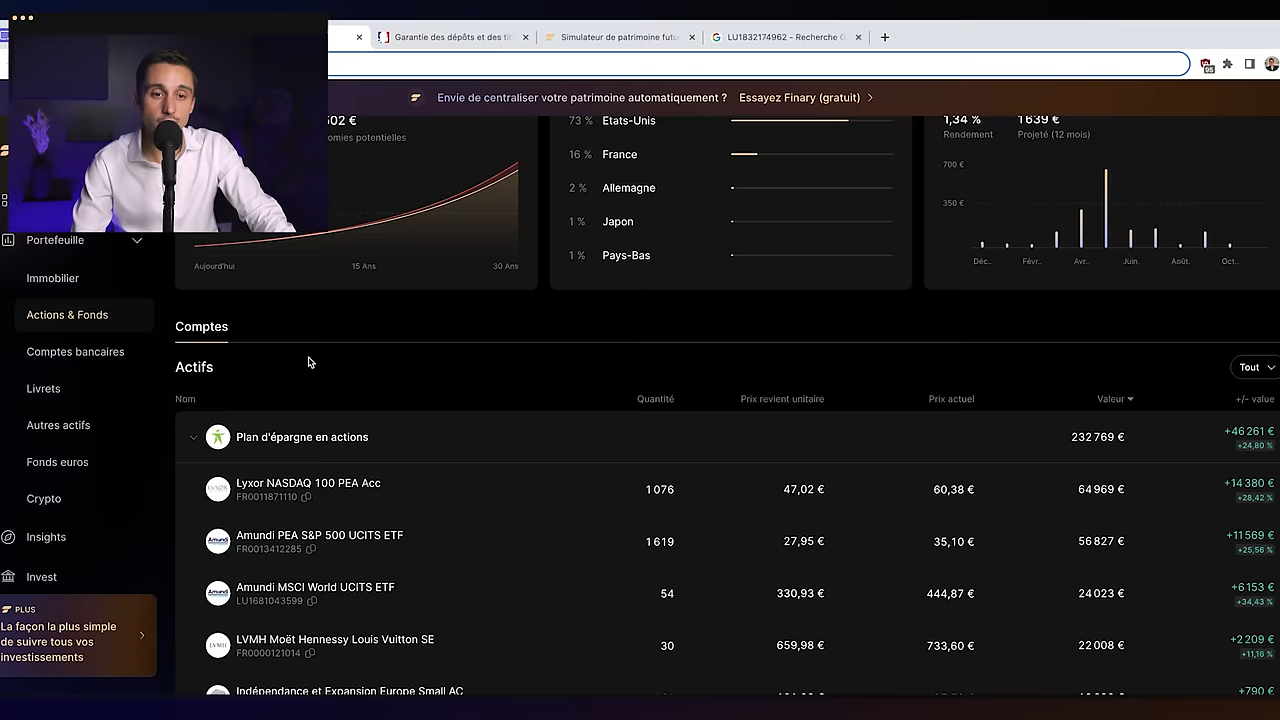 Garantie des dépôts et des tit
Simulateur de patrimoine futu
LU1832174962 - Recherche G
95
Envie de centraliser votre patrimoine automatiquement ? Essayez Finary (gratuit)
602 €
omies potentielles
Aujourd'hui
15 Ans
30 Ans
73 % Etats-Unis
16 % France
2 % Allemagne
1 % Japon
1 % Pays-Bas
1,34 %
Rendement
1 639 €
Projeté (12 mois)
700 €
350 €
Déc..
Févr..
Avr..
Juin.
Août.
Oct..
Portefeuille
Immobilier
Actions & Fonds
Comptes bancaires
Livrets
Autres actifs
Fonds euros
Crypto
Insights
Invest
PLUS
La façon la plus simple
de suivre tous vos
investissements
Comptes
Actifs
Tout
Nom Quantité Prix revient unitaire Prix actuel Valeur +/- value
Plan d'épargne en actions 232 769 € +46 261 €
+24,80 %
Lyxor NASDAQ 100 PEA Acc
FR0011871110
1 076 47,02 € 60,38 € 64 969 € +14 380 €
+28,42 %
Amundi PEA S&P 500 UCITS ETF
FR0013412285
1 619 27,95 € 35,10 € 56 827 € +11 569 €
+25,56 %
Amundi MSCI World UCITS ETF
LU1681043599
54 330,93 € 444,87 € 24 023 € +6 153 €
+34,43 %
LVMH Moët Hennessy Louis Vuitton SE
FR0000121014
30 659,98 € 733,60 € 22 008 € +2 209 €
+11,16 %
Indépendance et Expansion Europe Small AC
+790 €